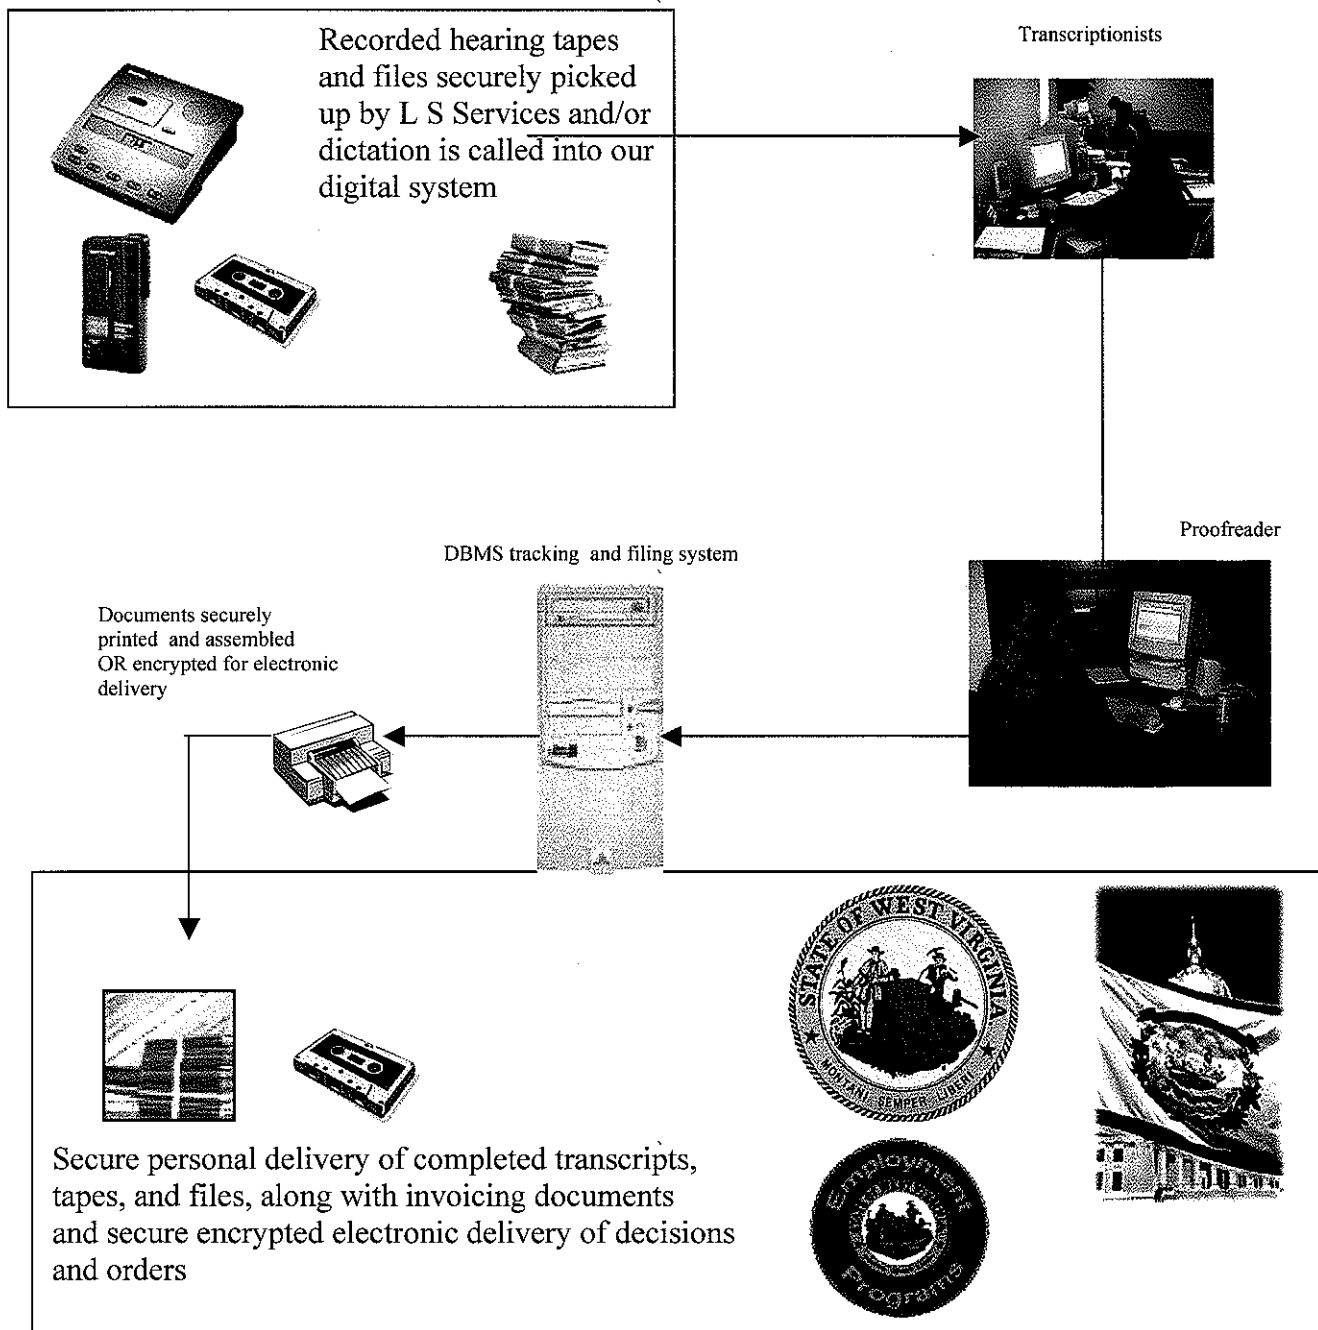 Recorded hearing tapes
and files securely picked
up by L S Services and/or
dictation is called into our
digital system
Transcriptionists
Proofreader
DBMS tracking and filing system
Documents securely
printed and assembled
OR encrypted for electronic
delivery
STATE OF WEST VIRGINIA
MONTANI SEMPER LIBERI
Employment
Programs
Secure personal delivery of completed transcripts,
tapes, and files, along with invoicing documents
and secure encrypted electronic delivery of decisions
and orders